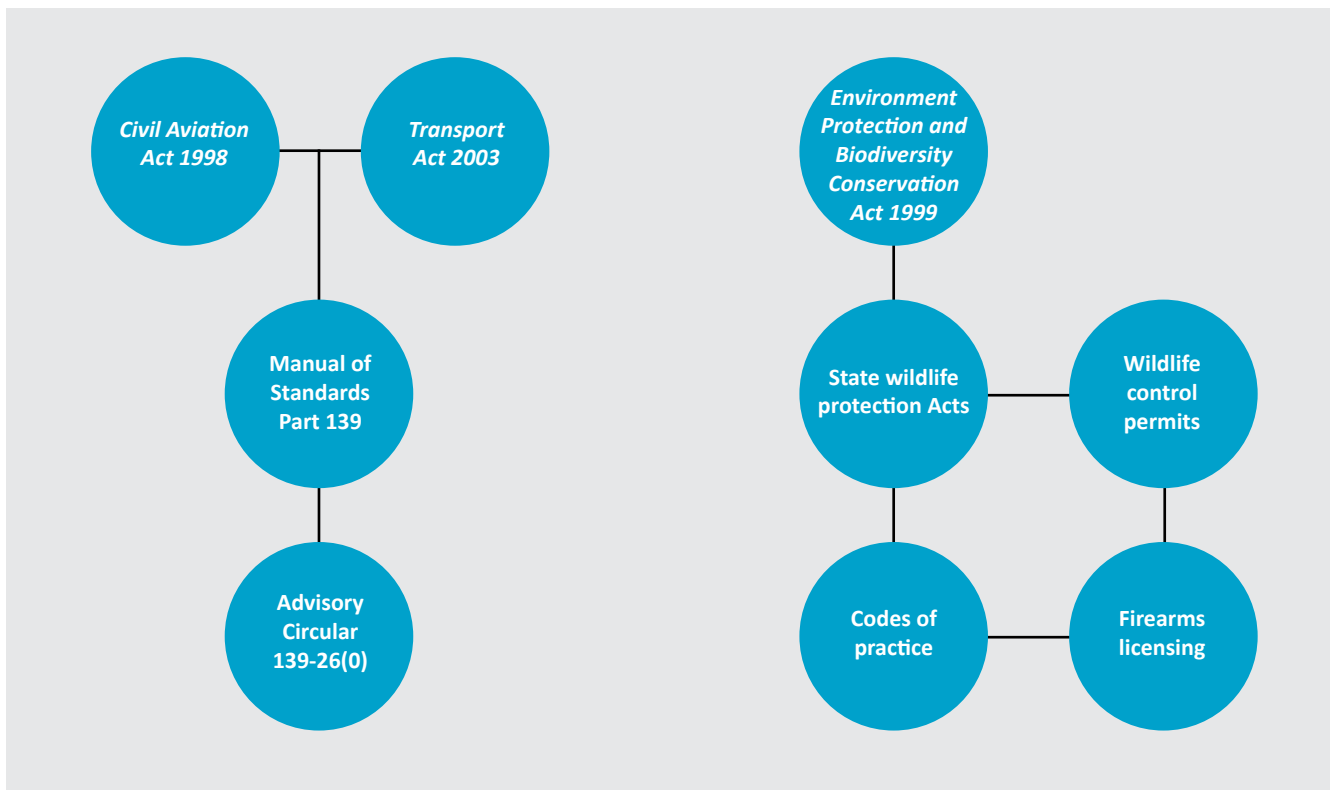 Civil Aviation
Act 1998
Transport
Act 2003
Environment
Protection and
Biodiversity
Conservation
Act 1999
Manual of
Standards
Part 139
State wildlife
protection Acts
Wildlife
control
permits
Advisory
Circular
139-26(0)
Codes of
practice
Firearms
licensing